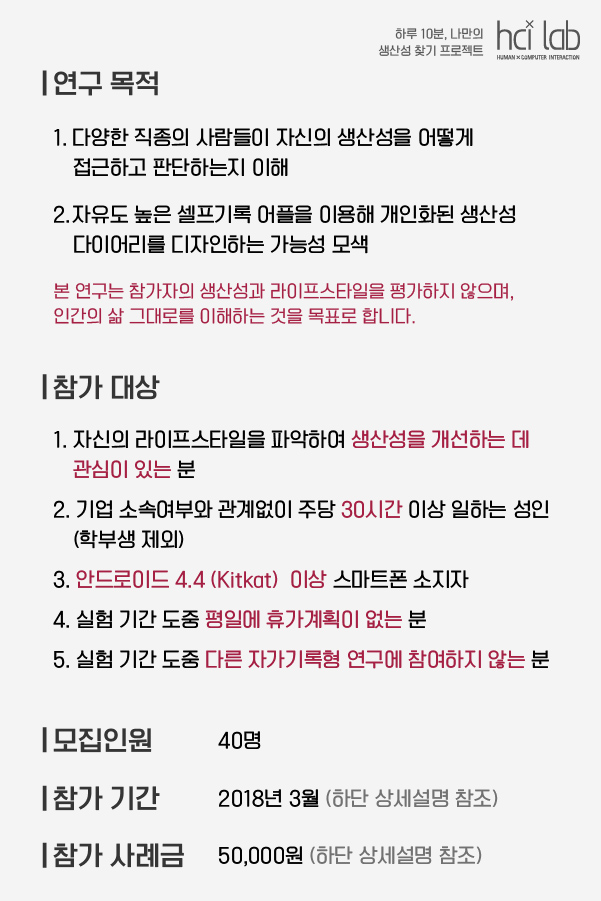 하루 10분, 나만의
생산성 찾기 프로젝트
hci lab
HUMAN × COMPUTER INTERACTION
연구 목적
1. 다양한 직종의 사람들이 자신의 생산성을 어떻게
접근하고 판단하는지 이해
2.자유도 높은 셀프기록 어플을 이용해 개인화된 생산성
다이어리를 디자인하는 가능성 모색
본 연구는 참가자의 생산성과 라이프스타일을 평가하지 않으며,
인간의 삶 그대로를 이해하는 것을 목표로 합니다.
참가 대상
1. 자신의 라이프스타일을 파악하여 생산성을 개선하는 데
관심이 있는 분
2. 기업 소속여부와 관계없이 주당 30시간 이상 일하는 성인
(학부생 제외)
3. 안드로이드 4.4 (Kitkat) 이상 스마트폰 소지자
4. 실험 기간 도중 평일에 휴가계획이 없는 분
5. 실험 기간 도중 다른 자가기록형 연구에 참여하지 않는 분
모집인원 40명
참가 기간 2018년 3월 (하단 상세설명 참조)
참가 사례금 50,000원 (하단 상세설명 참조)